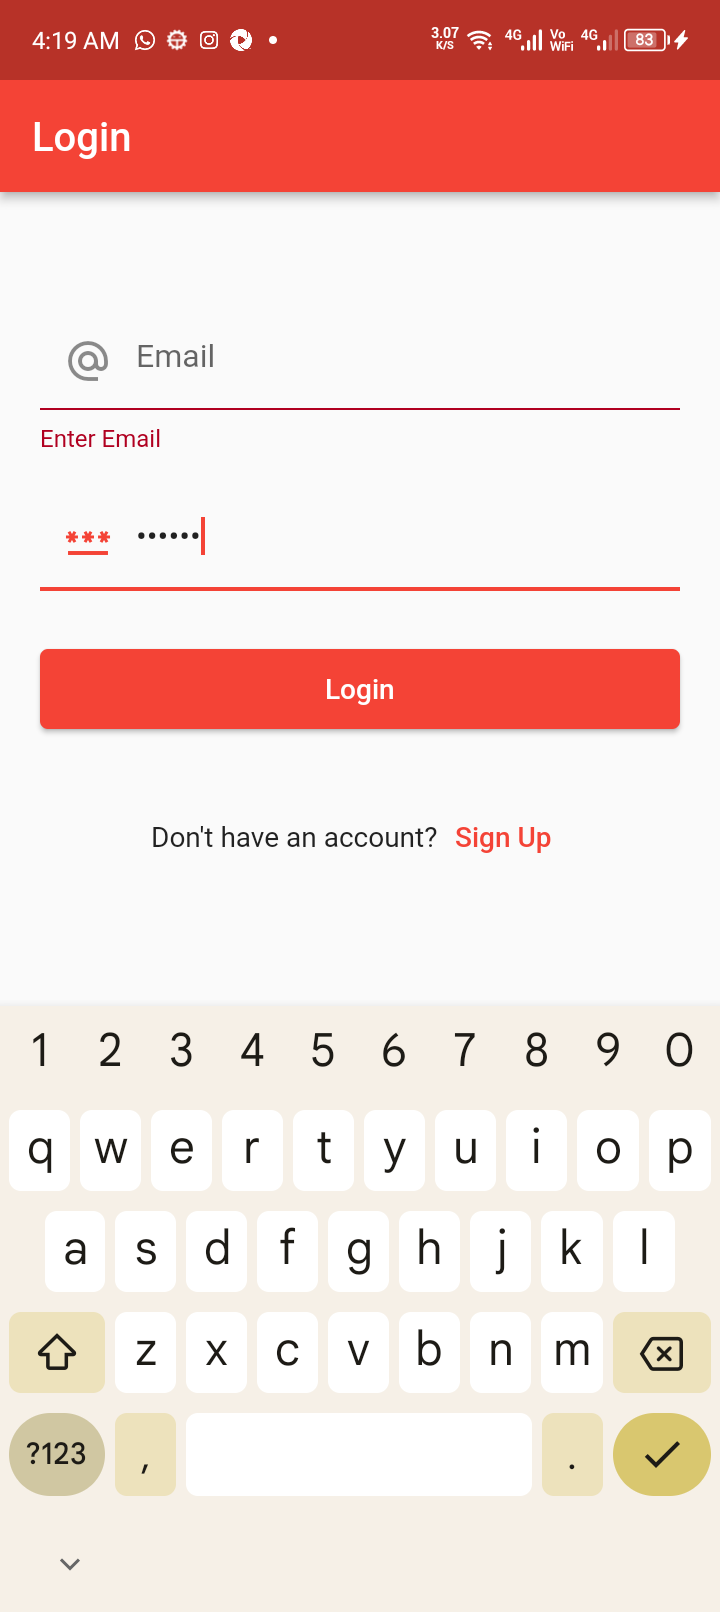 4:19 AM 3.07 K/S 4G Vo WiFi 4G 83
Login
Email
Enter Email
***
Login
Don't have an account? Sign Up
1 2 3 4 5 6 7 8 9 0
q w e r t y u i o p
a s d f g h j k l
z x c v b n m
?123 , .